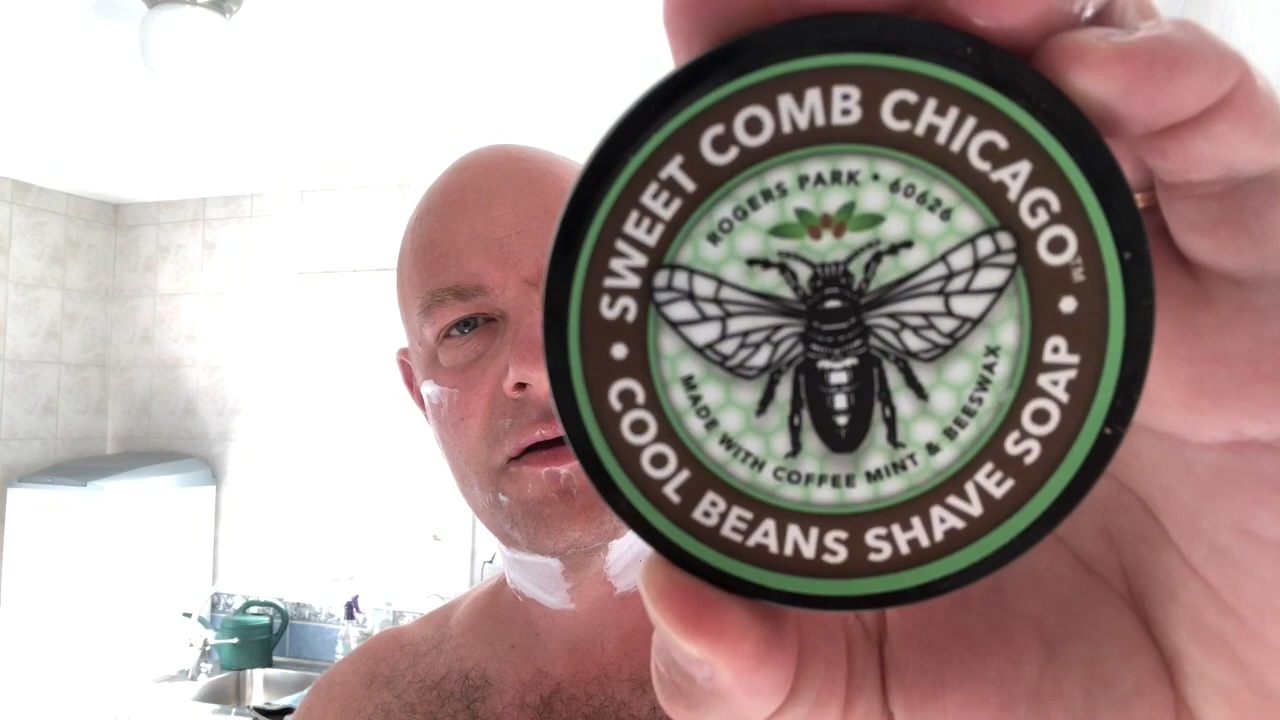 SWEET COMB CHICAGO™
ROGERS PARK • 60626
MADE WITH COFFEE MINT & BEESWAX
• COOL BEANS SHAVE SOAP •